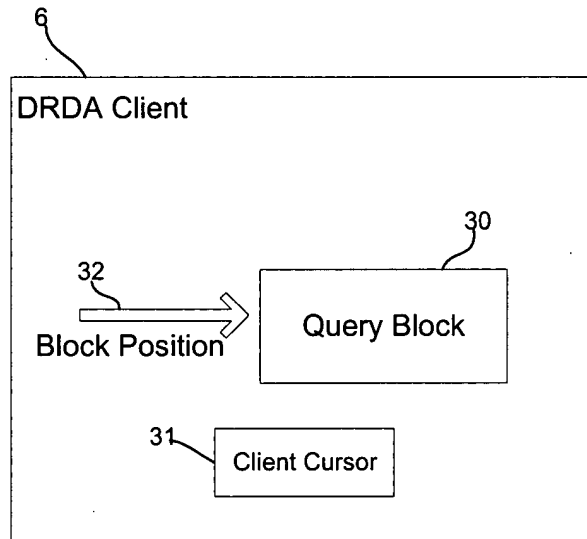 6
DRDA Client
30
32
Query Block
Block Position
31
Client Cursor